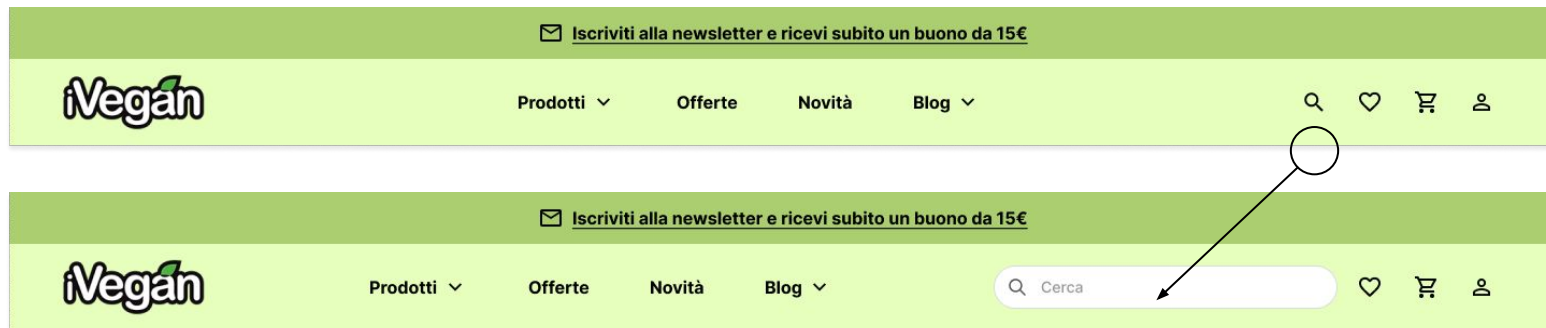 Iscriviti alla newsletter e ricevi subito un buono da 15€
iVegan
Prodotti
Offerte
Novità
Blog
Iscriviti alla newsletter e ricevi subito un buono da 15€
iVegan
Prodotti
Offerte
Novità
Blog
Cerca